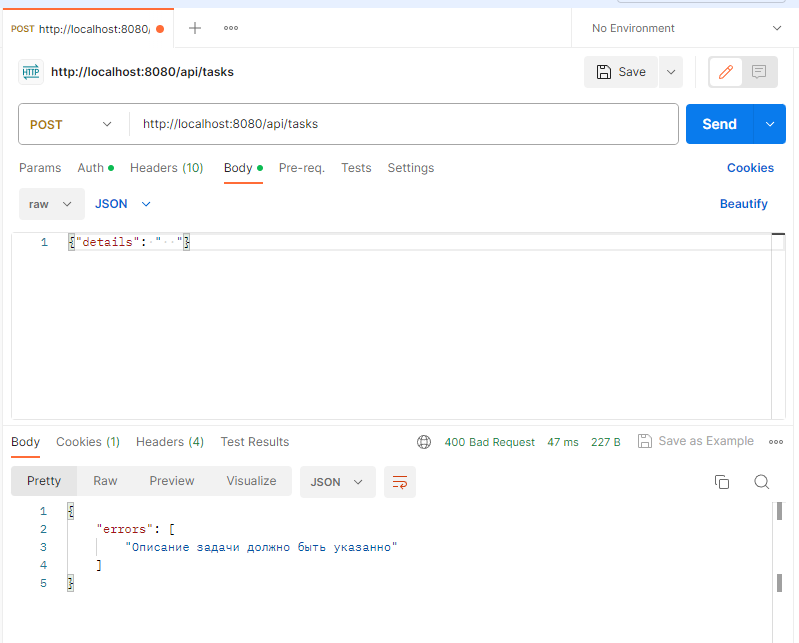 POST http://localhost:8080/
No Environment
HTTP http://localhost:8080/api/tasks
Save
POST http://localhost:8080/api/tasks
Send
Params Auth Headers (10) Body Pre-req. Tests Settings Cookies
raw JSON Beautify
1 {"details": "  "}
Body Cookies (1) Headers (4) Test Results 400 Bad Request 47 ms 227 B Save as Example
Pretty Raw Preview Visualize JSON
1 {
2 "errors": [
3 "Описание задачи должно быть указанно"
4 ]
5 }